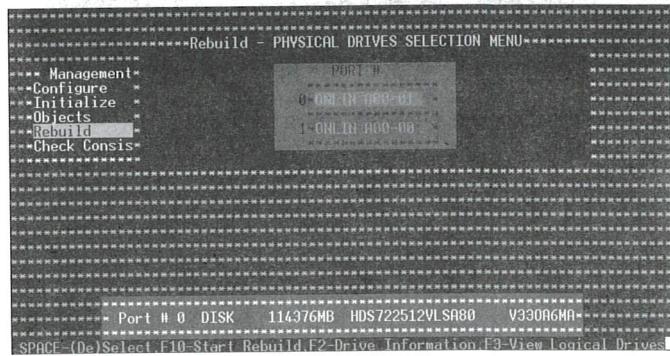 Rebuild - PHYSICAL DRIVES SELECTION MENU
Management
Configure
Initialize
Objects
Rebuild
Check Consis
PORT #
0 ONLIN A00-01
1 ONLIN A00-00
Port # 0 DISK 114376MB HDS722512VLSA80 V33OA6MA
SPACE-(De)Select,F10-Start Rebuild,F2-Drive Information,F3-View Logical Drives